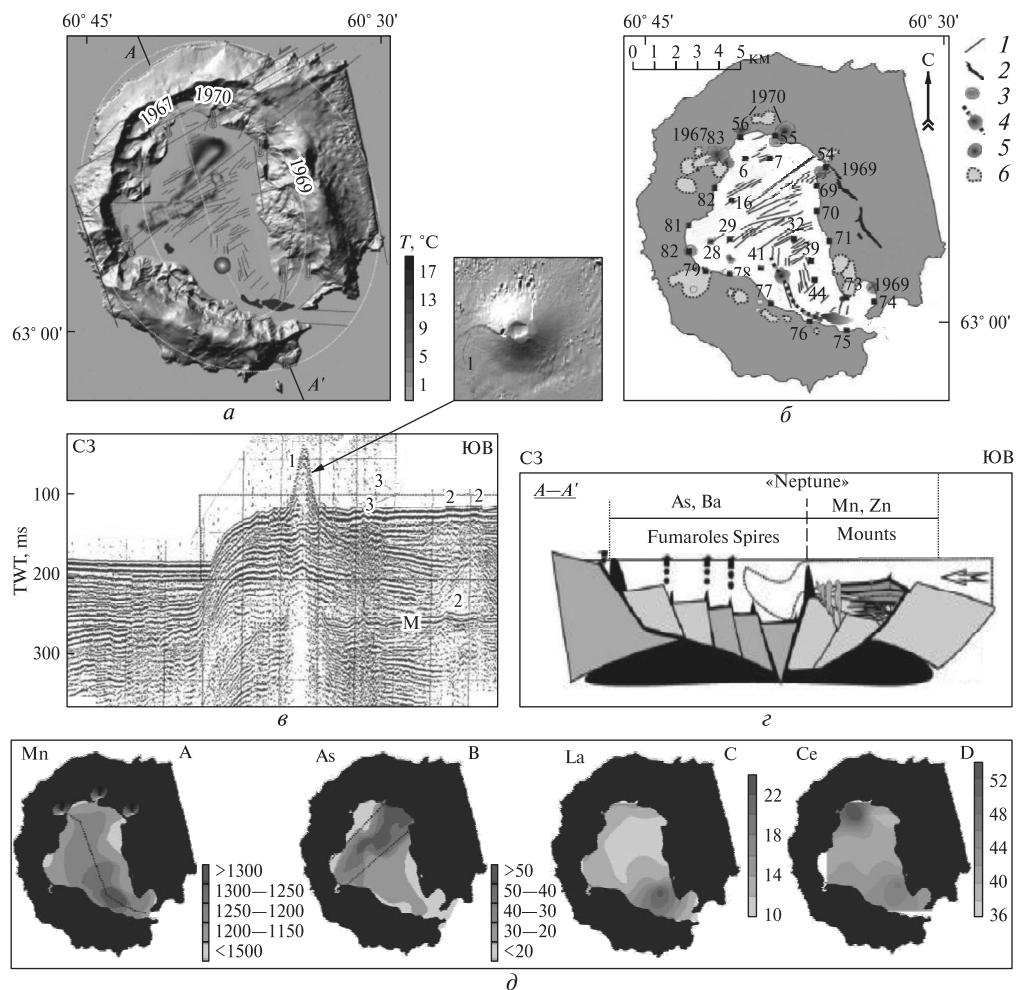 60° 45'
60° 30'
A
1967
1970
1969
T, °C
17
13
9
5
1
63° 00'
A'
а
1
60° 45'
60° 30'
0 1 2 3 4 5
км
С
1
2
3
4
5
6
1970
56
55
1967
83
54
1969
6
7
82
16
69
70
81
29
32
71
82
28
41
39
79
78
77
44
73
1969
74
76
75
63° 00'
б
СЗ
ЮВ
1
100
3
3
2
2
TWT, ms
200
2
М
300
в
СЗ
ЮВ
A—A'
«Neptune»
As, Ba
Mn, Zn
Fumaroles Spires
Mounts
г
Mn
A
>1300
1300—1250
1250—1200
1200—1150
<1500
As
B
>50
50—40
40—30
30—20
<20
La
C
22
18
14
10
Ce
D
52
48
44
40
36
д